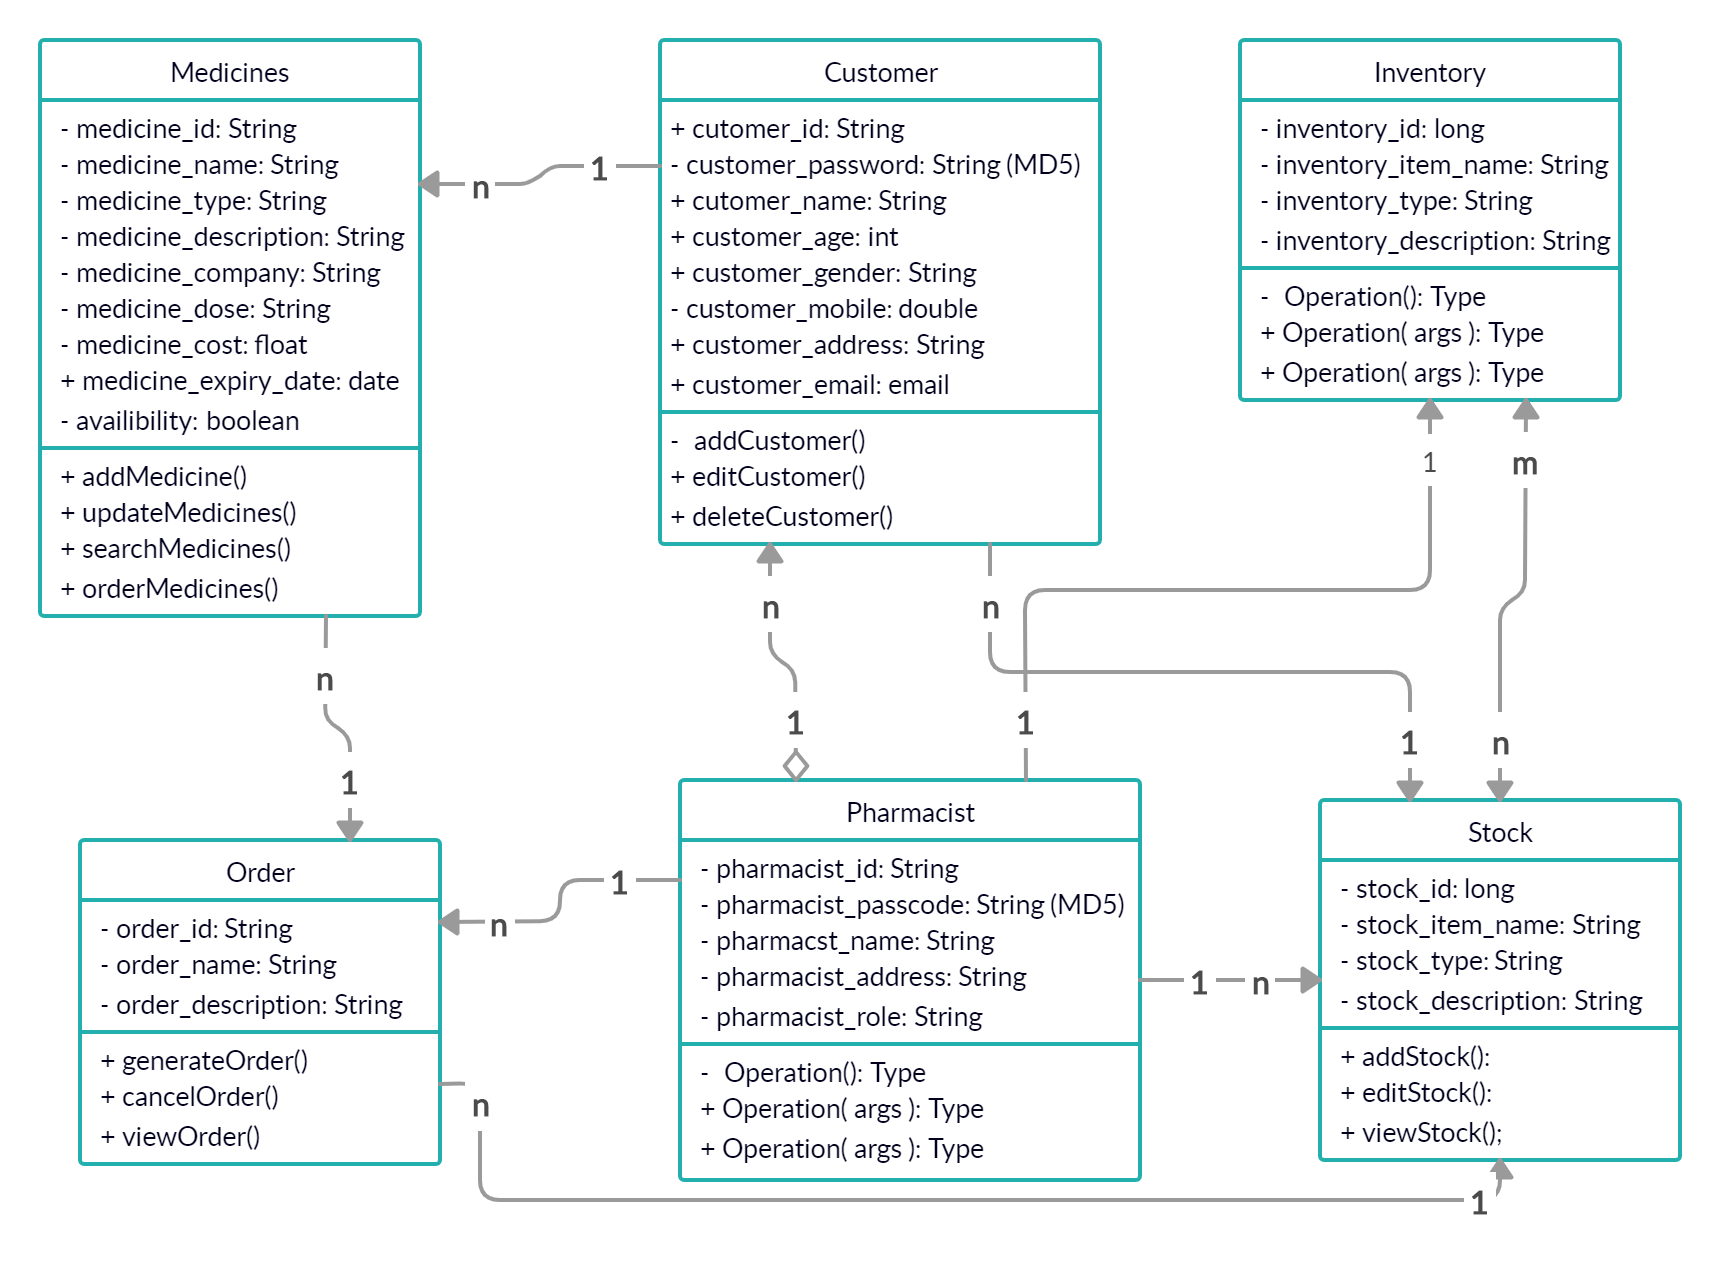 Medicines
- medicine_id: String
- medicine_name: String
- medicine_type: String
- medicine_description: String
- medicine_company: String
- medicine_dose: String
- medicine_cost: float
+ medicine_expiry_date: date
- availibility: boolean
+ addMedicine()
+ updateMedicines()
+ searchMedicines()
+ orderMedicines()
n
1
Customer
+ cutomer_id: String
- customer_password: String (MD5)
+ cutomer_name: String
+ customer_age: int
+ customer_gender: String
- customer_mobile: double
+ customer_address: String
+ customer_email: email
- addCustomer()
+ editCustomer()
+ deleteCustomer()
Inventory
- inventory_id: long
- inventory_item_name: String
- inventory_type: String
- inventory_description: String
- Operation(): Type
+ Operation( args ): Type
+ Operation( args ): Type
1
m
n
n
n
1
1
1
1
n
Order
- order_id: String
- order_name: String
- order_description: String
+ generateOrder()
+ cancelOrder()
+ viewOrder()
n
1
Pharmacist
- pharmacist_id: String
- pharmacist_passcode: String (MD5)
- pharmacst_name: String
- pharmacist_address: String
- pharmacist_role: String
- Operation(): Type
+ Operation( args ): Type
+ Operation( args ): Type
1
n
Stock
- stock_id: long
- stock_item_name: String
- stock_type: String
- stock_description: String
+ addStock():
+ editStock():
+ viewStock();
n
1